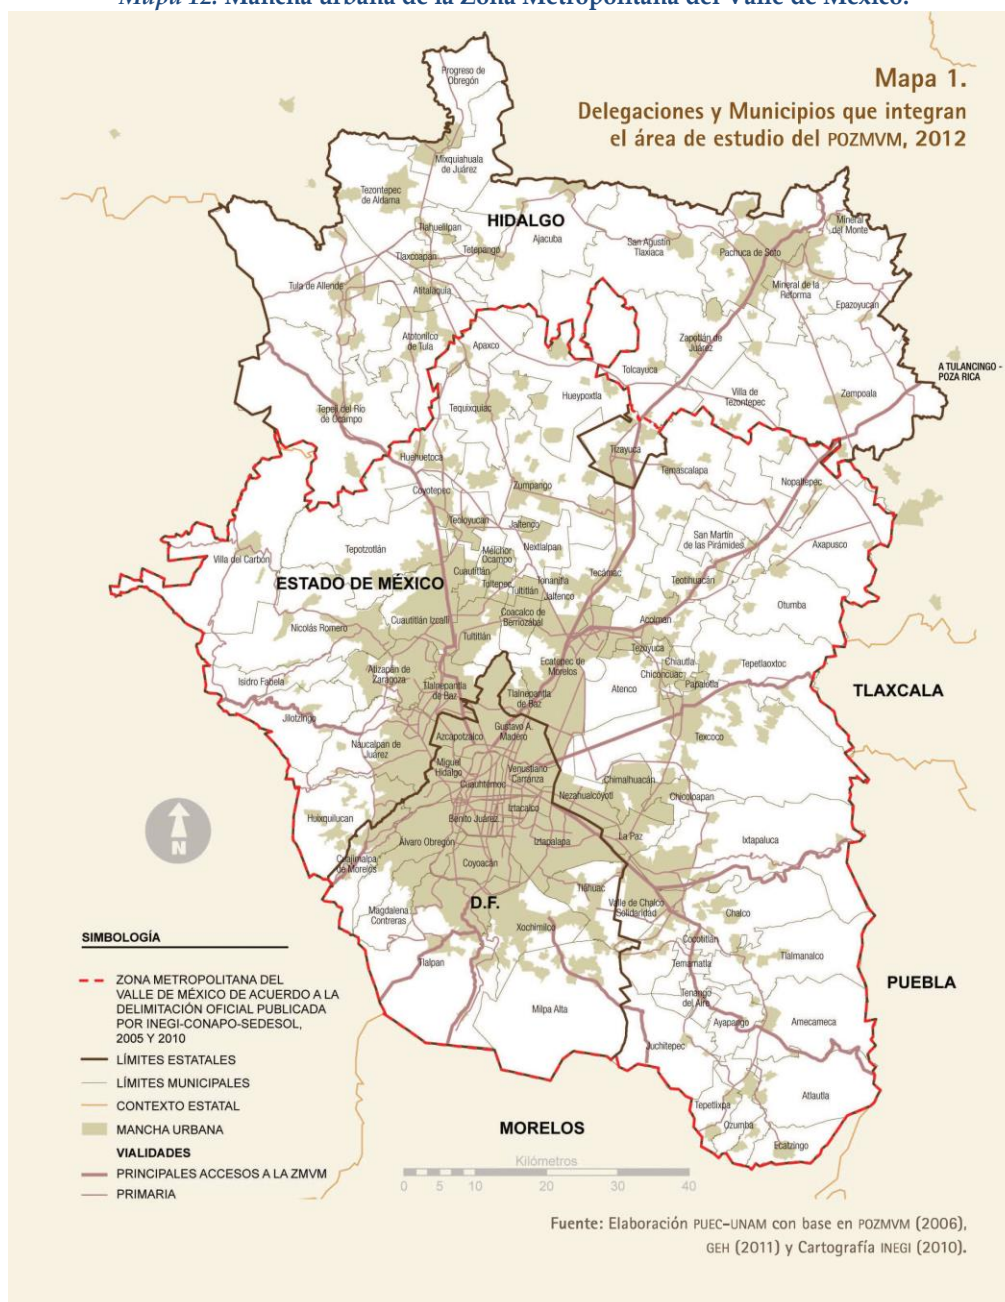 Mapa 12. Mancha urbana de la Zona Metropolitana del Valle de México.
Mapa 1.
Delegaciones y Municipios que integran
el área de estudio del POZMVM, 2012
Progreso de
Obregón
Mixquiahuala
de Juárez
Tezontepec
de Aldama
HIDALGO
Mineral
del Monte
Tlahuelilpan
Ajacuba
San Agustín
Tlaxiaca
Pachuca de Soto
Tetepango
Tlaxcoapan
Tula de Allende
Atitalaquia
Mineral de la
Reforma
Epazoyucan
Atotonilco
de Tula
Apaxco
Zapotlán de
Juárez
Tolcayuca
A TULANCINGO -
POZA RICA
Villa de
Tezontepec
Zempoala
Hueypoxtla
Tequixquiac
Tepeji del Río
de Ocampo
Tizayuca
Huehuetoca
Temascalapa
Nopaltepec
Coyotepec
Zumpango
Teoloyucan
Jaltenco
San Martín
de las Pirámides
Axapusco
Tepotzotlán
Melchor
Ocampo
Nextlalpan
Villa del Carbón
Cuautitlán
Tecámac
Teotihuacán
ESTADO DE MÉXICO
Tultepec
Tonanitla
Tultitlán
Jaltenco
Otumba
Coacalco de
Berriozábal
Nicolás Romero
Cuautitlán Izcalli
Acolman
Tultitlán
Tezoyuca
Ecatepec de
Morelos
Chiautla
Tepetlaoxtoc
Atizapán de
Zaragoza
Chiconcuac
Isidro Fabela
Tlalnepantla
de Baz
Tlalnepantla
de Baz
Atenco
Papalotla
TLAXCALA
Jilotzingo
Gustavo A.
Madero
Azcapotzalco
Texcoco
Naucalpan de
Juárez
Miguel
Hidalgo
Venustiano
Carranza
Chimalhuacán
Cuauhtémoc
Nezahualcóyotl
Chicoloapan
Huixquilucan
Iztacalco
Benito Juárez
La Paz
Ixtapaluca
Álvaro Obregón
Iztapalapa
Cuajimalpa
de Morelos
Coyoacán
Tláhuac
D.F.
Valle de Chalco
Solidaridad
Chalco
Magdalena
Contreras
Xochimilco
Cocotitlán
Tlalmanalco
Tlalpan
Temamatla
PUEBLA
Tenango
del Aire
Milpa Alta
Ayapango
Amecameca
Juchitepec
Atlautla
Tepetlixpa
Ozumba
Ecatzingo
MORELOS
N
SIMBOLOGÍA
ZONA METROPOLITANA DEL
VALLE DE MÉXICO DE ACUERDO A LA
DELIMITACIÓN OFICIAL PUBLICADA
POR INEGI-CONAPO-SEDESOL,
2005 Y 2010
LÍMITES ESTATALES
LÍMITES MUNICIPALES
CONTEXTO ESTATAL
MANCHA URBANA
VIALIDADES
PRINCIPALES ACCESOS A LA ZMVM
PRIMARIA
Kilómetros
0 5 10 20 30 40
Fuente: Elaboración PUEC-UNAM con base en POZMVM (2006),
GEH (2011) y Cartografía INEGI (2010).